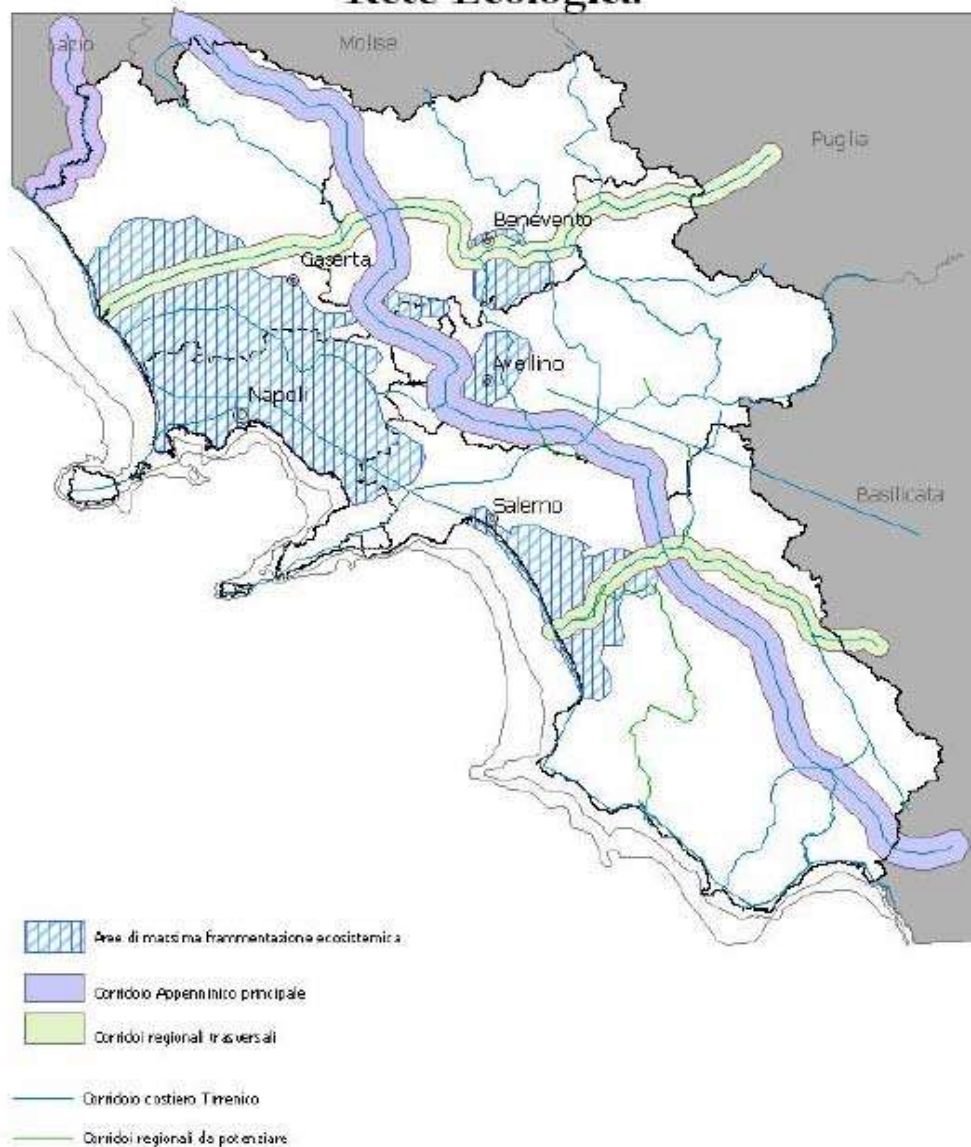 Rete Ecologica
Lazio
Molise
Puglia
Benevento
Caserta
Avellino
Napoli
Basilicata
Salerno
Aree di massima frammentazione ecosistemica
Corridoio Appenninico principale
Corridoi regionali trasversali
Corridoio costiero Tirrenico
Corridoi regionali da potenziare